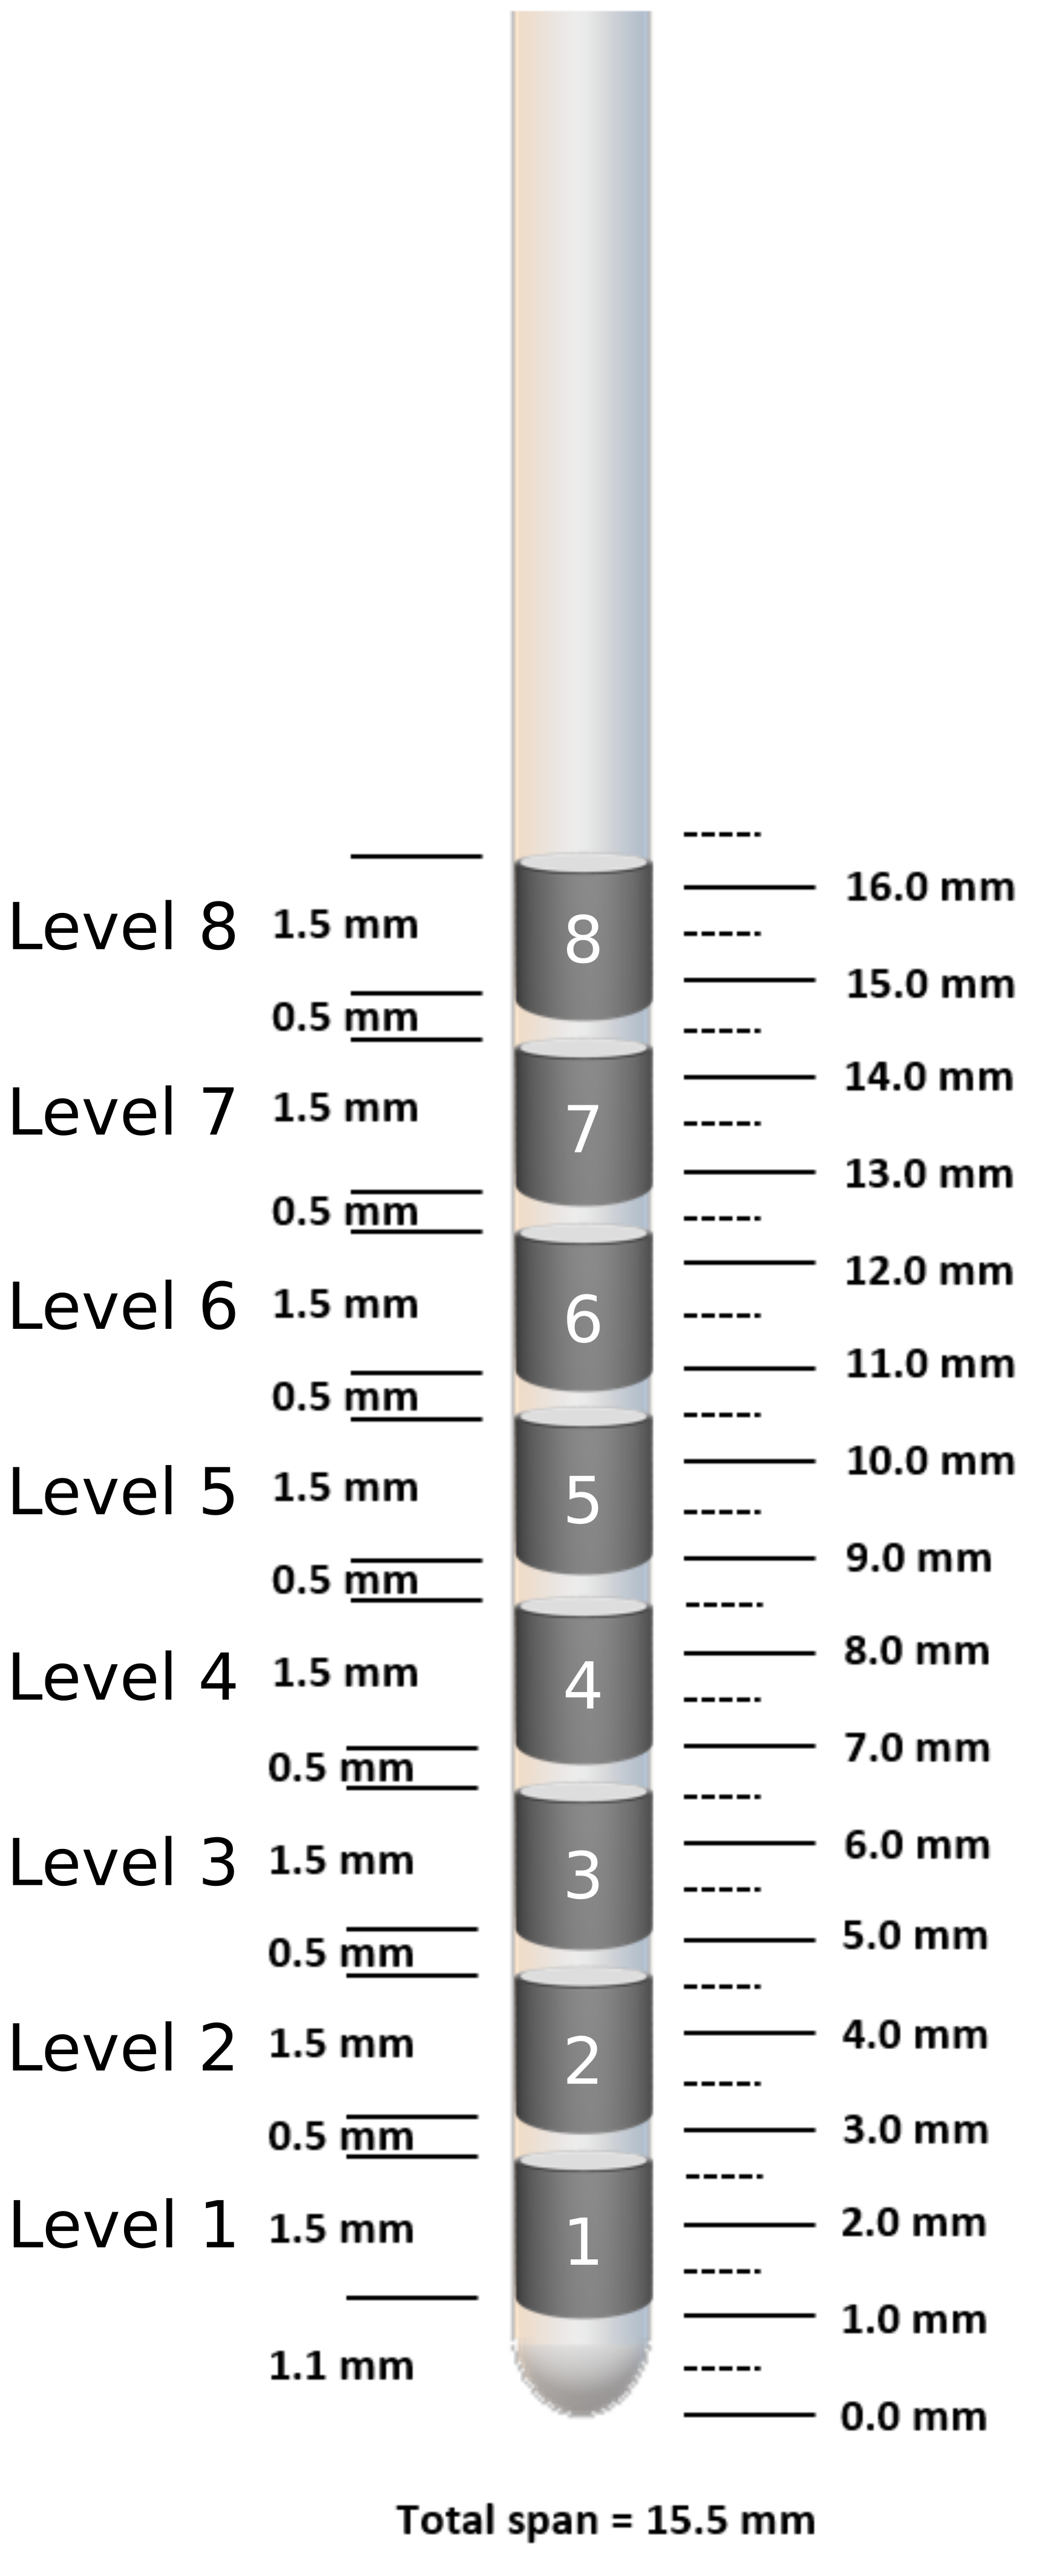 16.0 mm
Level 8 1.5 mm 8
15.0 mm
0.5 mm
14.0 mm
Level 7 1.5 mm 7
13.0 mm
0.5 mm
12.0 mm
Level 6 1.5 mm 6
11.0 mm
0.5 mm
10.0 mm
Level 5 1.5 mm 5
9.0 mm
0.5 mm
8.0 mm
Level 4 1.5 mm 4
7.0 mm
0.5 mm
6.0 mm
Level 3 1.5 mm 3
5.0 mm
0.5 mm
4.0 mm
Level 2 1.5 mm 2
3.0 mm
0.5 mm
2.0 mm
Level 1 1.5 mm 1
1.0 mm
1.1 mm
0.0 mm
Total span = 15.5 mm